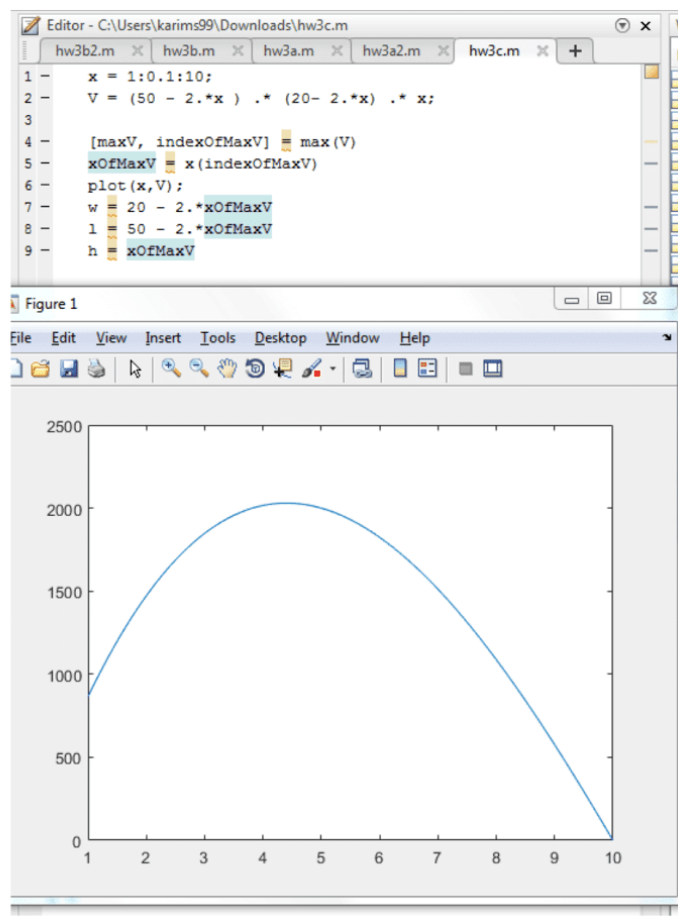 Editor - C:\Users\karims99\Downloads\hw3c.m
hw3b2.m hw3b.m hw3a.m hw3a2.m hw3c.m
1 x = 1:0.1:10;
2 V = (50 - 2.*x ) .* (20- 2.*x) .* x;
3
4 [maxV, indexOfMaxV] = max(V)
5 xOfMaxV = x(indexOfMaxV)
6 plot(x,V);
7 w = 20 - 2.*xOfMaxV
8 l = 50 - 2.*xOfMaxV
9 h = xOfMaxV
Figure 1
File Edit View Insert Tools Desktop Window Help
2500
2000
1500
1000
500
0
1 2 3 4 5 6 7 8 9 10